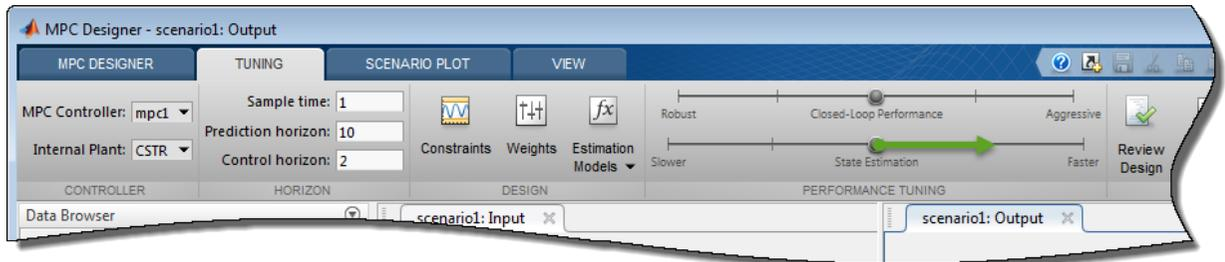 MPC Designer - scenario1: Output
MPC DESIGNER
TUNING
SCENARIO PLOT
VIEW
MPC Controller: mpc1
Internal Plant: CSTR
CONTROLLER
Sample time: 1
Prediction horizon: 10
Control horizon: 2
HORIZON
Constraints
Weights
fx
Estimation
Models
DESIGN
Robust
Closed-Loop Performance
Aggressive
Slower
State Estimation
Faster
PERFORMANCE TUNING
Review
Design
Data Browser
scenario1: Input
scenario1: Output